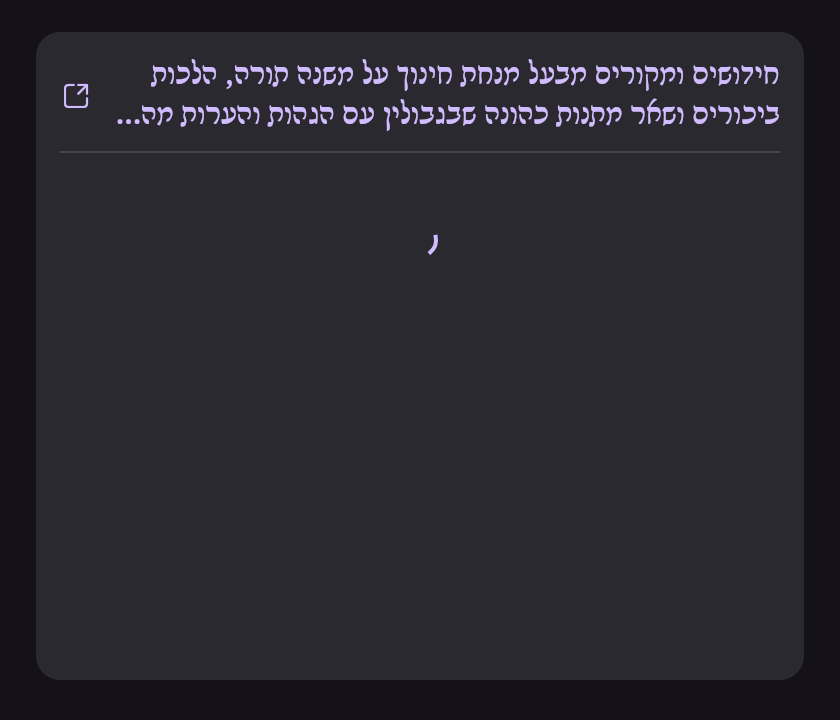 חידושים ומקורים מבעל מנחת חינוך על משנה תורה, הלכות
ביכורים ושאר מתנות כהונה שבגבולין עם הגהות והערות מה...